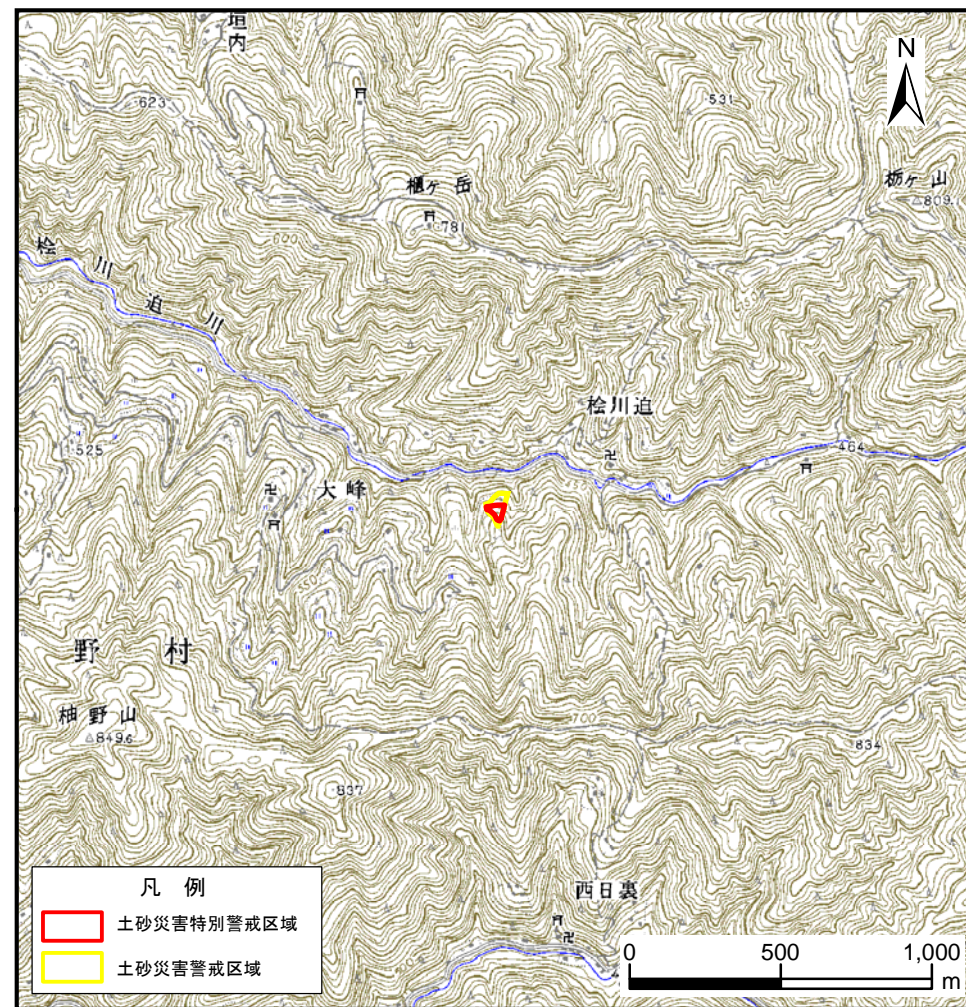 垣内
N
623
531
櫃ヶ岳
781
栃ヶ山
809.
600
桧川迫川
桧川迫
525
464
大峰
野村
柚野山
849.6
700
834
837
西日裏
凡 例
土砂災害特別警戒区域
土砂災害警戒区域
0 500 1,000
m